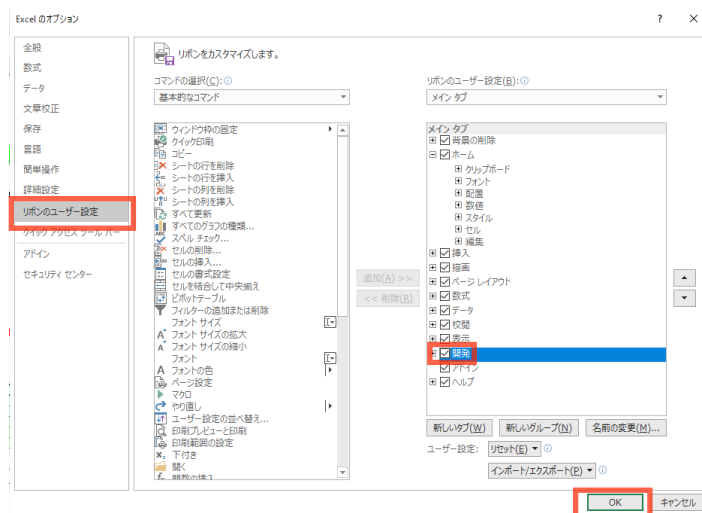 Excel のオプション
? ×
全般
数式
データ
文章校正
保存
言語
簡単操作
詳細設定
リボンのユーザー設定
クイック アクセス ツール バー
アドイン
セキュリティ センター
リボンをカスタマイズします。
コマンドの選択(C):
基本的なコマンド
ウィンドウ枠の固定
クイック印刷
コピー
シートの行を削除
シートの行を挿入
シートの列を削除
シートの列を挿入
すべて更新
すべてのグラフの種類...
スペル チェック...
セルの削除...
セルの挿入...
セルの書式設定
セルを結合して中央揃え
ピボットテーブル
フィルターの追加または削除
フォント サイズ
フォント サイズの拡大
フォント サイズの縮小
フォント
フォントの色
ページ設定
マクロ
やり直し
ユーザー設定の並べ替え...
印刷プレビューと印刷
印刷範囲の設定
下付き
開く
関数の挿入
追加(A) >>
<< 削除(R)
リボンのユーザー設定(B):
メイン タブ
メイン タブ
背景の削除
ホーム
クリップボード
フォント
配置
数値
スタイル
セル
編集
挿入
描画
ページ レイアウト
数式
データ
校閲
表示
開発
アドイン
ヘルプ
新しいタブ(W) 新しいグループ(N) 名前の変更(M)...
ユーザー設定: リセット(E)
インポート/エクスポート(P)
OK キャンセル